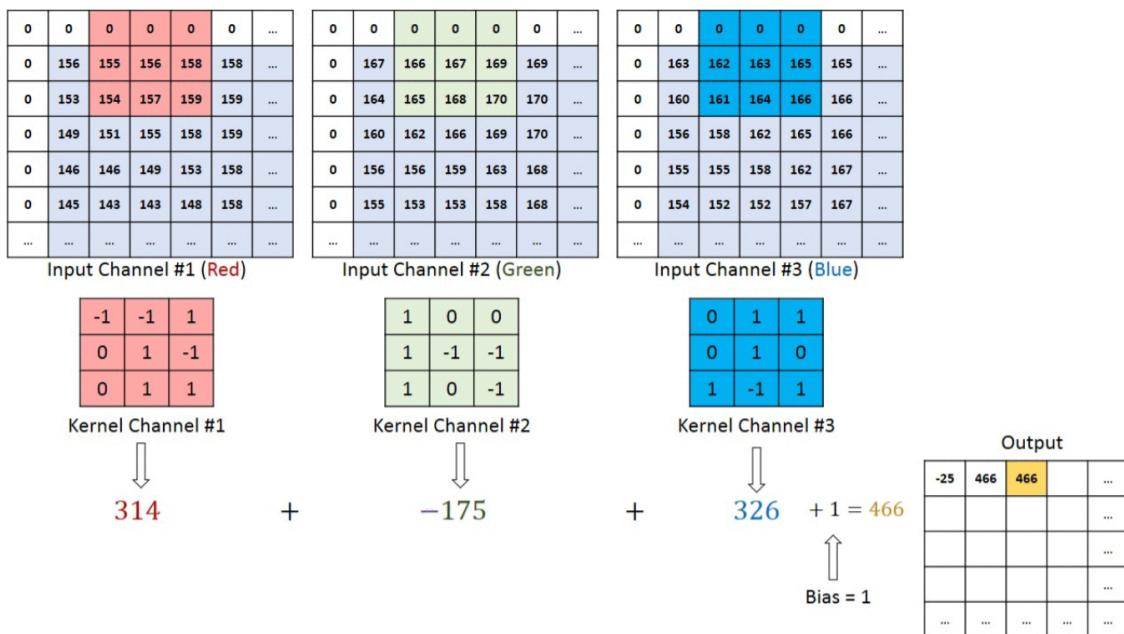 0 0 0 0 0 0 ... 0 0 0 0 0 0 ... 0 0 0 0 0 0 ...
0 156 155 156 158 158 ... 0 167 166 167 169 169 ... 0 163 162 163 165 165 ...
0 153 154 157 159 159 ... 0 164 165 168 170 170 ... 0 160 161 164 166 166 ...
0 149 151 155 158 159 ... 0 160 162 166 169 170 ... 0 156 158 162 165 166 ...
0 146 146 149 153 158 ... 0 156 156 159 163 168 ... 0 155 155 158 162 167 ...
0 145 143 143 148 158 ... 0 155 153 153 158 168 ... 0 154 152 152 157 167 ...
... ... ... ... ... ... ... ... ... ... ... ... ... ... ... ... ... ... ... ... ...
Input Channel #1 (Red) Input Channel #2 (Green) Input Channel #3 (Blue)
-1 -1 1 1 0 0 0 1 1
0 1 -1 1 -1 -1 0 1 0
0 1 1 1 0 -1 1 -1 1
Kernel Channel #1 Kernel Channel #2 Kernel Channel #3
Output
-25 466 466 ...
314 + −175 + 326 + 1 = 466
...
...
...
Bias = 1
... ... ... ... ...